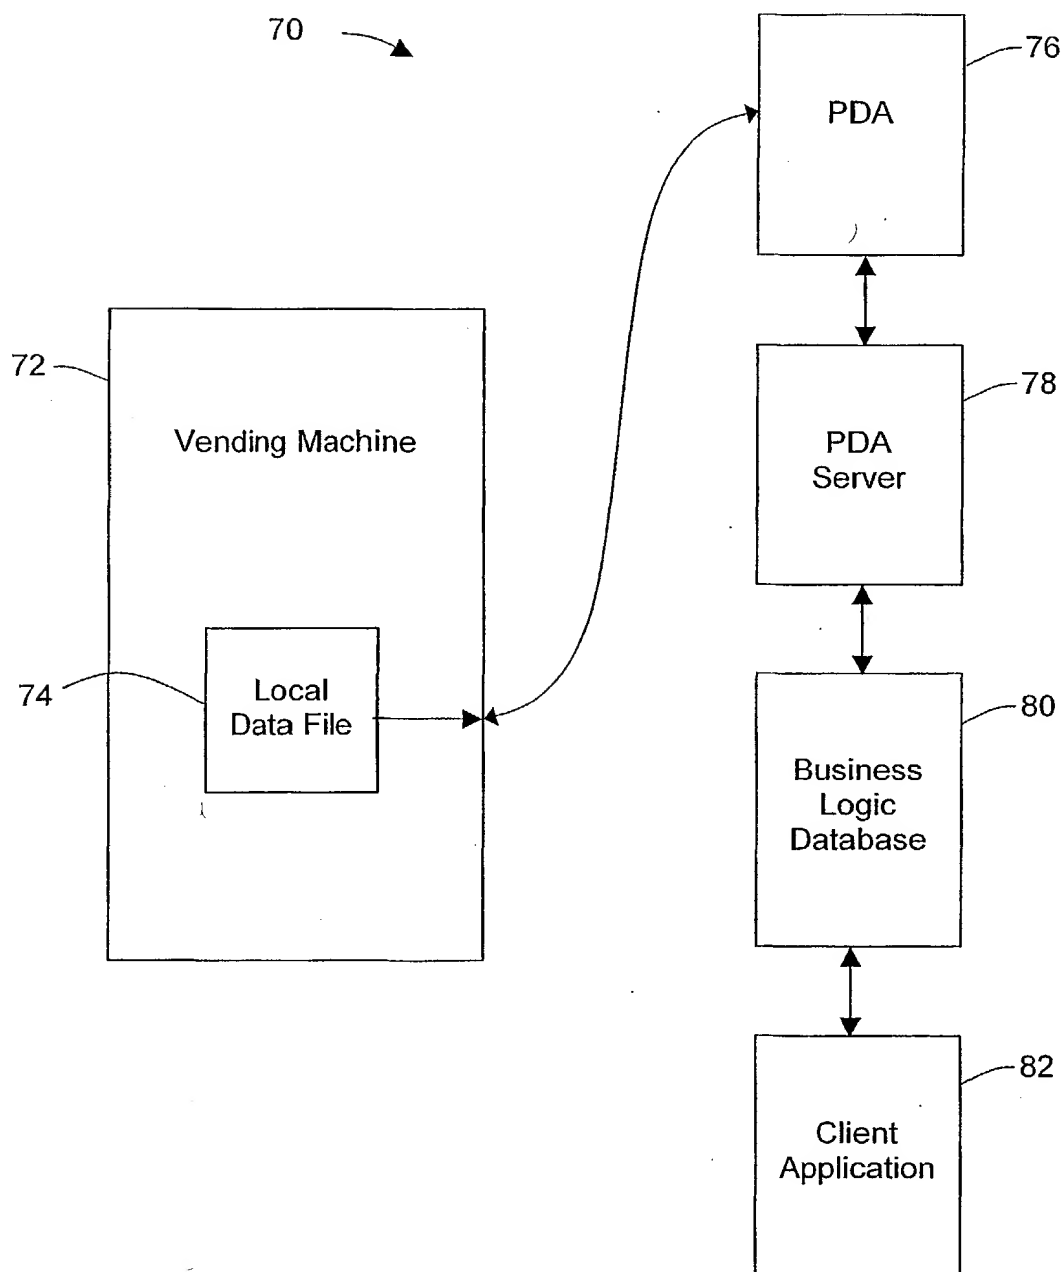 70
76
PDA
72
78
Vending Machine
PDA
Server
74
Local
Data File
80
Business
Logic
Database
82
Client
Application